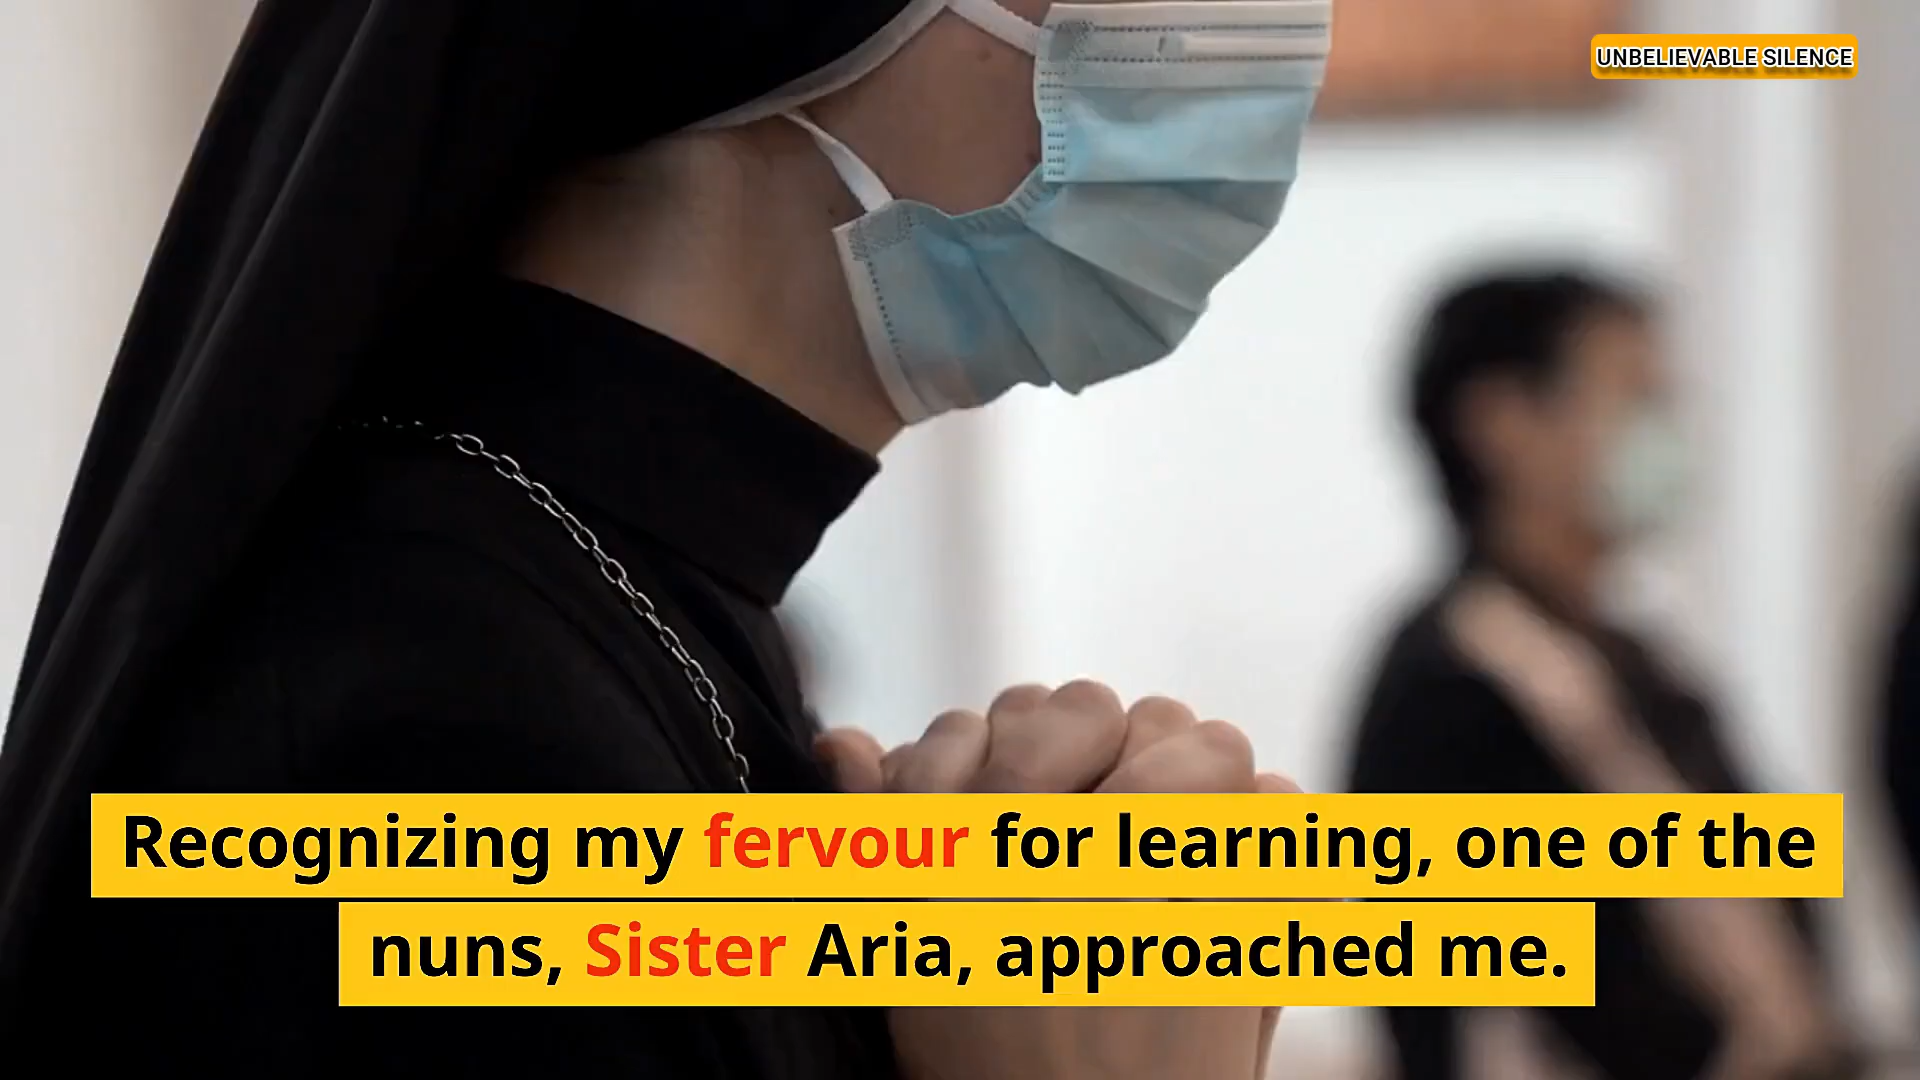 UNBELIEVABLE SILENCE
Recognizing my fervour for learning, one of the
nuns, Sister Aria, approached me.